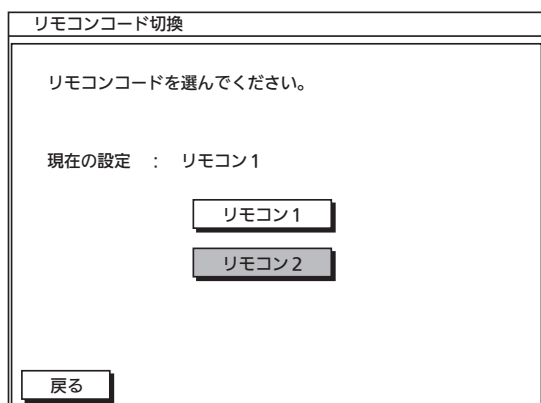 リモコンコード切換
リモコンコードを選んでください。
現在の設定 : リモコン1
リモコン1
リモコン2
戻る